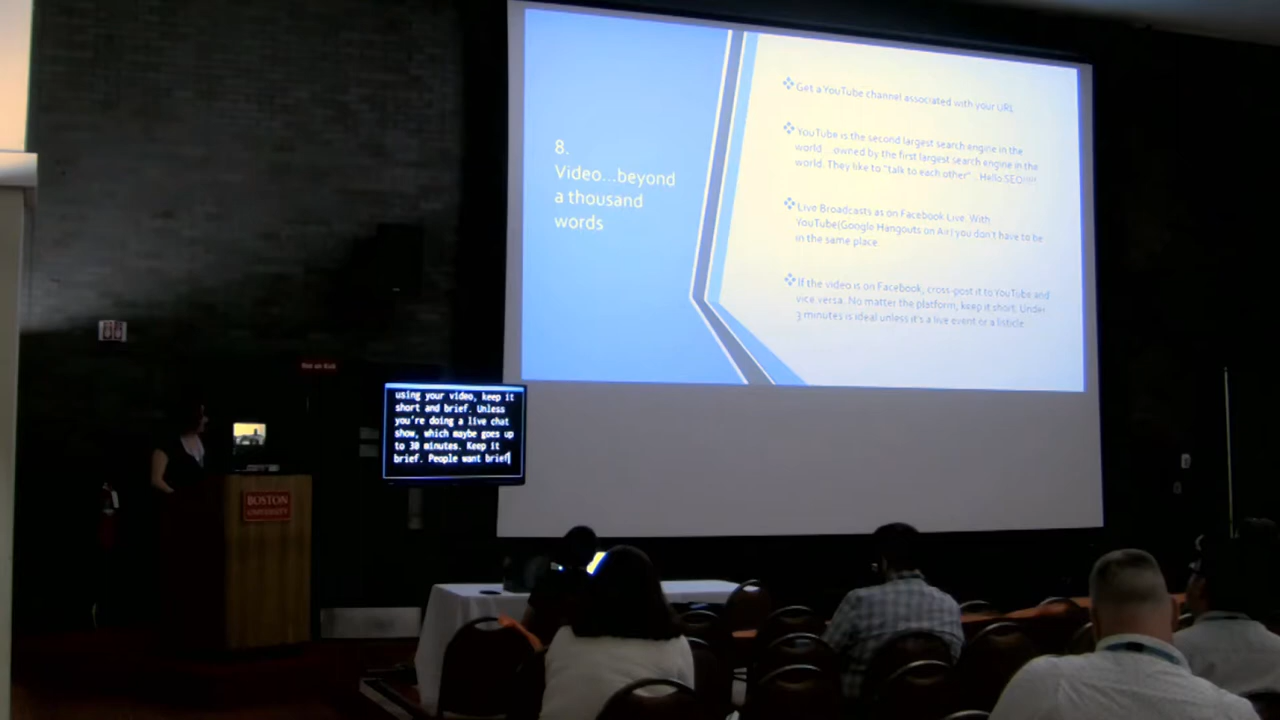 8.
Video...beyond
a thousand
words
Get a YouTube channel associated with your URL
YouTube is the second largest search engine in the
world... owned by the first largest search engine in the
world. They like to "talk to each other" - Hello SEO!!!!!
Live Broadcasts as on Facebook Live. With
YouTube(Google Hangouts on Air) you don't have to be
in the same place
If the video is on Facebook, cross-post it to YouTube and
vice versa. No matter the platform, keep it short. Under
3 minutes is ideal unless it's a live event or a listicle
using your video, keep it
short and brief. Unless
you're doing a live chat
show, which maybe goes up
to 30 minutes. Keep it
brief. People want brief
BOSTON
UNIVERSITY